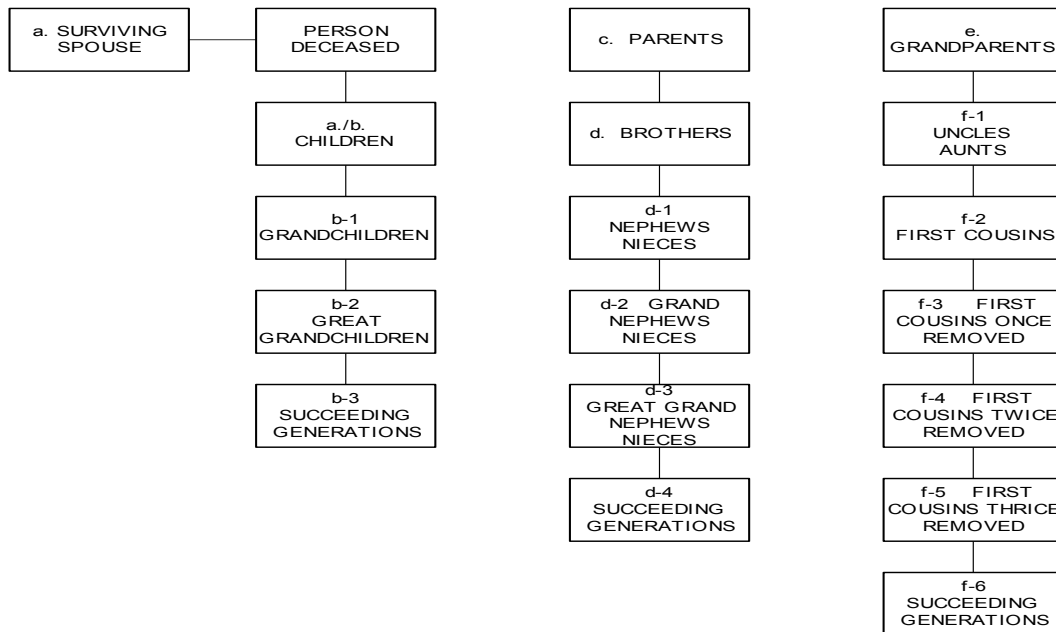 a. SURVIVING
SPOUSE
PERSON
DECEASED
a./b.
CHILDREN
b-1
GRANDCHILDREN
b-2
GREAT
GRANDCHILDREN
b-3
SUCCEEDING
GENERATIONS
c. PARENTS
d. BROTHERS
d-1
NEPHEWS
NIECES
d-2 GRAND
NEPHEWS
NIECES
d-3
GREAT GRAND
NEPHEWS
NIECES
d-4
SUCCEEDING
GENERATIONS
e.
GRANDPARENTS
f-1
UNCLES
AUNTS
f-2
FIRST COUSINS
f-3 FIRST
COUSINS ONCE
REMOVED
f-4 FIRST
COUSINS TWICE
REMOVED
f-5 FIRST
COUSINS THRICE
REMOVED
f-6
SUCCEEDING
GENERATIONS